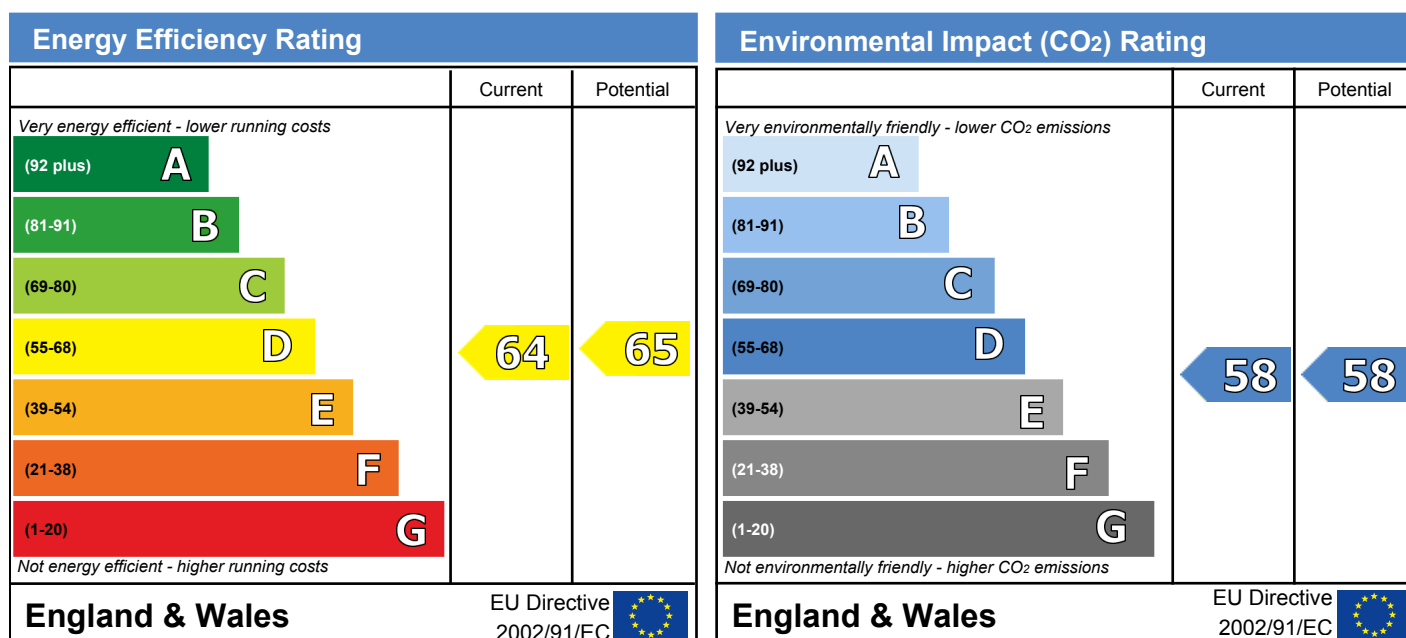 Energy Efficiency Rating
Current Potential
Very energy efficient - lower running costs
(92 plus) A
(81-91) B
(69-80) C
(55-68) D
64 65
(39-54) E
(21-38) F
(1-20) G
Not energy efficient - higher running costs
England & Wales
EU Directive
2002/91/EC
Environmental Impact (CO2) Rating
Current Potential
Very environmentally friendly - lower CO2 emissions
(92 plus) A
(81-91) B
(69-80) C
(55-68) D
58 58
(39-54) E
(21-38) F
(1-20) G
Not environmentally friendly - higher CO2 emissions
England & Wales
EU Directive
2002/91/EC